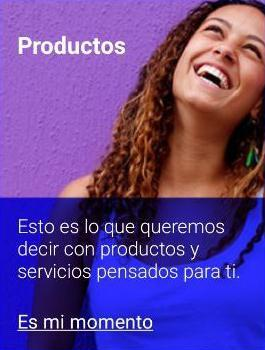 Productos
Esto es lo que queremos
decir con productos y
servicios pensados para ti.
Es mi momento